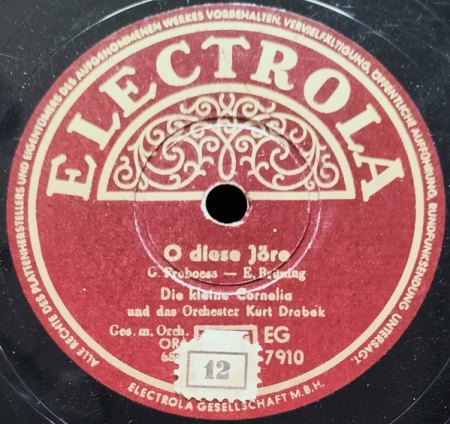 ALLE RECHTE DES PLATTENHERSTELLERS UND EIGENTÜMERS DES AUFGENOMMENEN WERKES VORBEHALTEN. VERVIELFÄLTIGUNG, ÖFFENTLICHE AUFFÜHRUNG, RUNDFUNKSENDUNG UNTERSAGT.
ELECTROLA
O diese Jöre
G. Froboess — E. Brüning
Die kleine Cornelia
und das Orchester Kurt Drabek
Ges. m. Orch. EG
7910
12
ELECTROLA GESELLSCHAFT M.B.H.